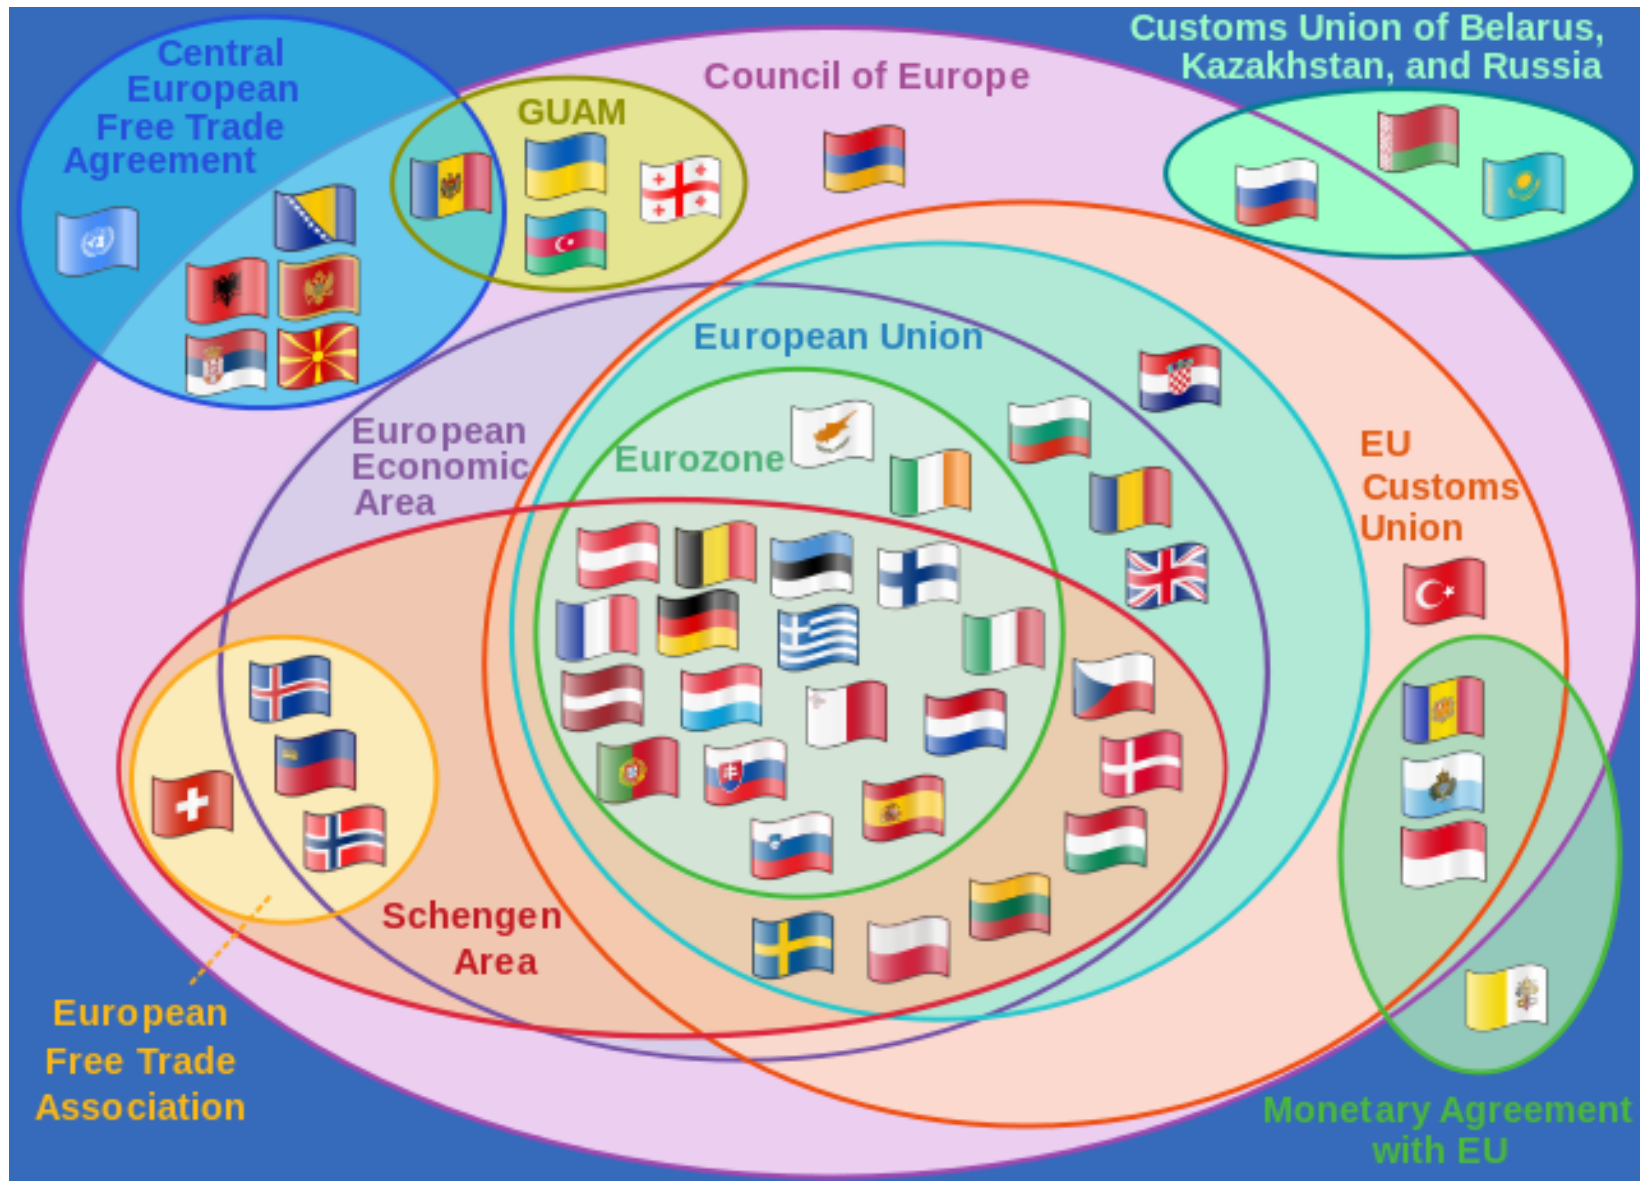 Central
European
Free Trade
Agreement
GUAM
Council of Europe
Customs Union of Belarus,
Kazakhstan, and Russia
European Union
European
Economic
Area
Eurozone
EU
Customs
Union
Schengen
Area
European
Free Trade
Association
Monetary Agreement
with EU